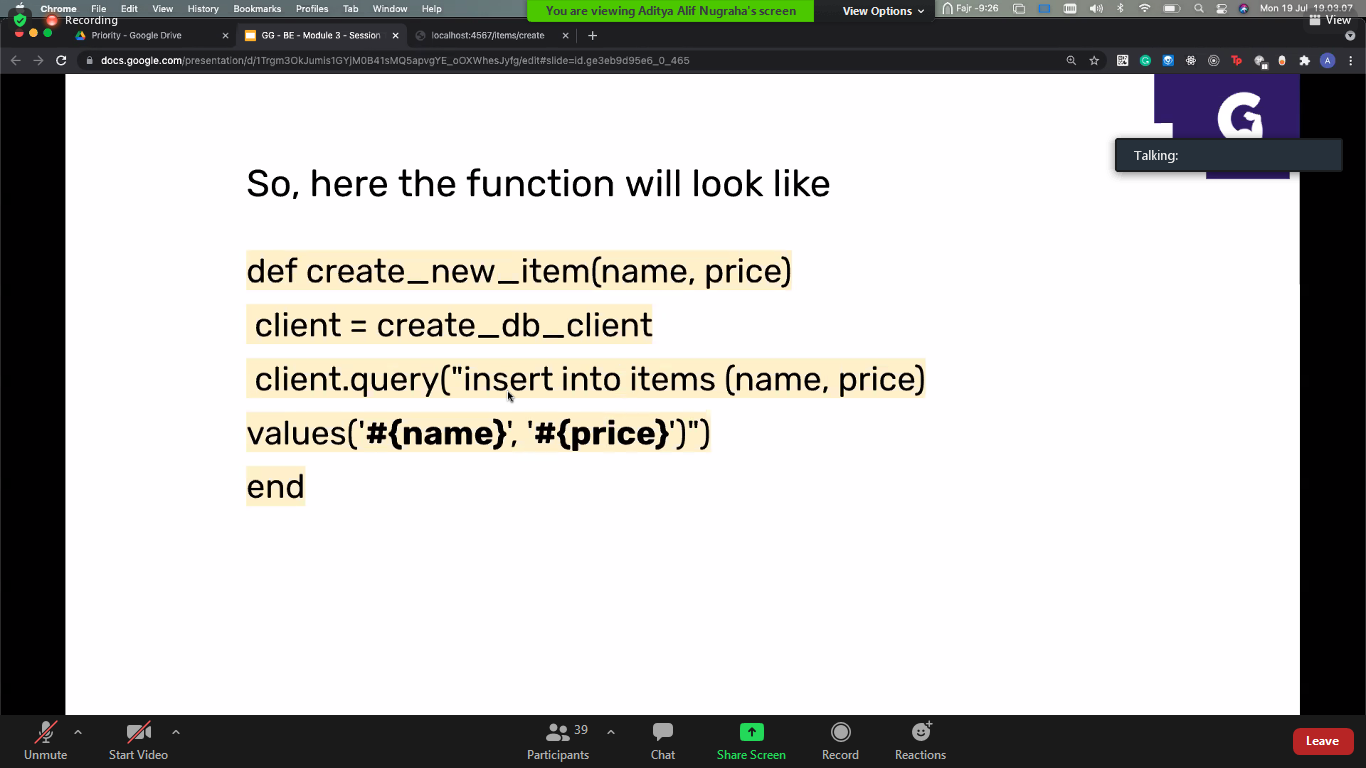 Chrome File Edit View History Bookmarks Profiles Tab Window Help
You are viewing Aditya Alif Nugraha's screen
View Options
Fajr -9:26
Mon 19 Jul 19.03.07
Recording
View
Priority - Google Drive
GG - BE - Module 3 - Session
localhost:4567/items/create
docs.google.com/presentation/d/1Trgm3OkJumis1GYjM0B41sMQ5apvgYE_oOXWhesJyfg/edit#slide=id.ge3eb9d95e6_0_465
G
Talking:
So, here the function will look like
def create_new_item(name, price)
client = create_db_client
client.query("insert into items (name, price)
values('#{name}', '#{price}')")
end
Unmute
Start Video
39
Participants
Chat
Share Screen
Record
Reactions
Leave